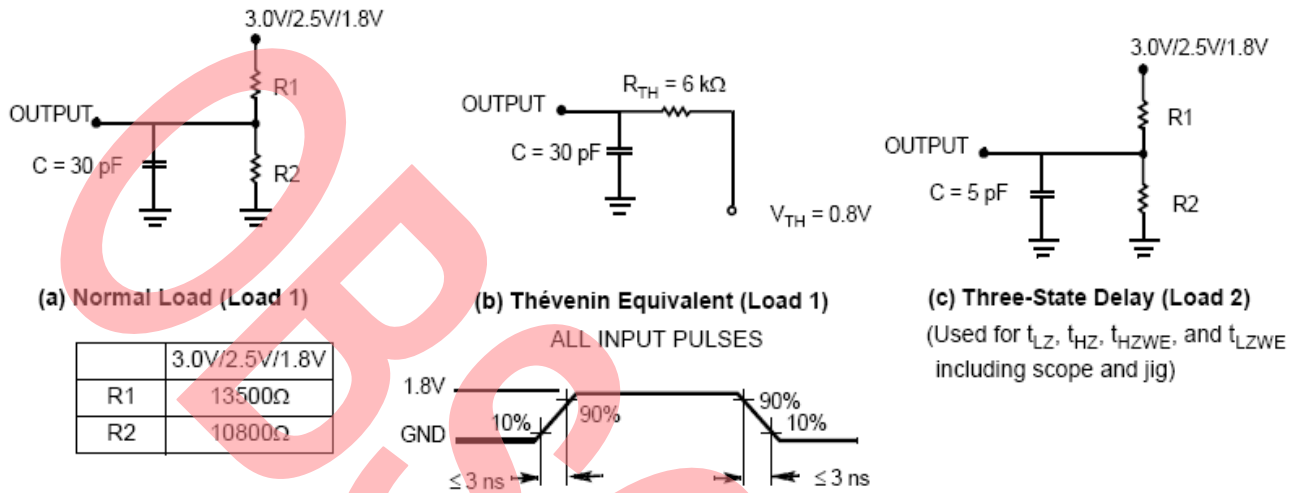 3.0V/2.5V/1.8V
R1
OUTPUT
C = 30 pF
R2
(a) Normal Load (Load 1)
3.0V/2.5V/1.8V
R1 13500Ω
R2 10800Ω
R_TH = 6 kΩ
OUTPUT
C = 30 pF
V_TH = 0.8V
(b) Thévenin Equivalent (Load 1)
ALL INPUT PULSES
1.8V
GND
10%
90%
90%
10%
≤ 3 ns
≤ 3 ns
3.0V/2.5V/1.8V
R1
OUTPUT
C = 5 pF
R2
(c) Three-State Delay (Load 2)
(Used for t_LZ, t_HZ, t_HZWE, and t_LZWE
including scope and jig)